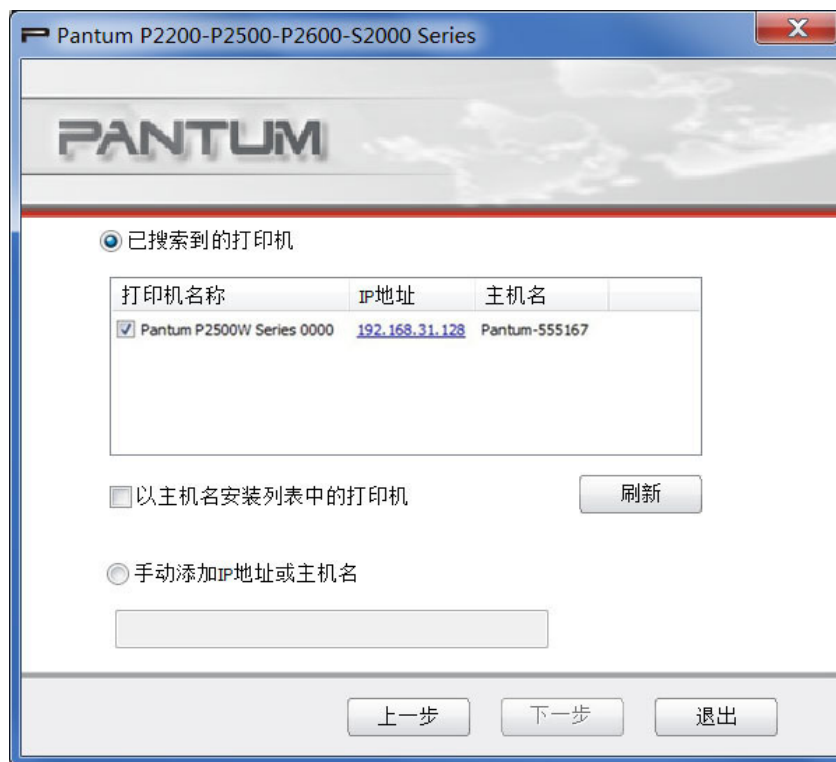 Pantum P2200-P2500-P2600-S2000 Series
PANTUM
已搜索到的打印机
打印机名称 IP地址 主机名
Pantum P2500W Series 0000 192.168.31.128 Pantum-555167
以主机名安装列表中的打印机 刷新
手动添加IP地址或主机名
上一步 下一步 退出